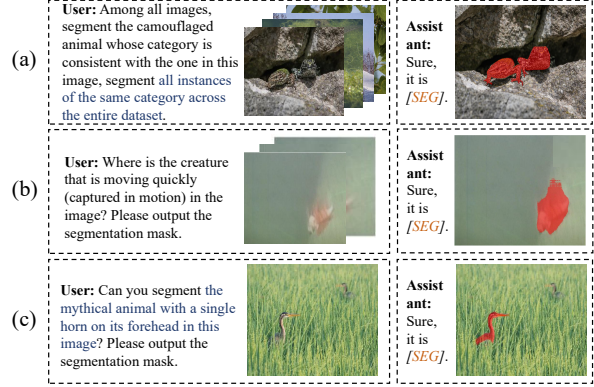 (a)
User: Among all images,
segment the camouflaged
animal whose category is
consistent with the one in this
image, segment all instances
of the same category across
the entire dataset.
Assist
ant:
Sure,
it is
[SEG].
(b)
User: Where is the creature
that is moving quickly
(captured in motion) in the
image? Please output the
segmentation mask.
Assist
ant:
Sure,
it is
[SEG].
(c)
User: Can you segment the
mythical animal with a single
horn on its forehead in this
image? Please output the
segmentation mask.
Assist
ant:
Sure,
it is
[SEG].